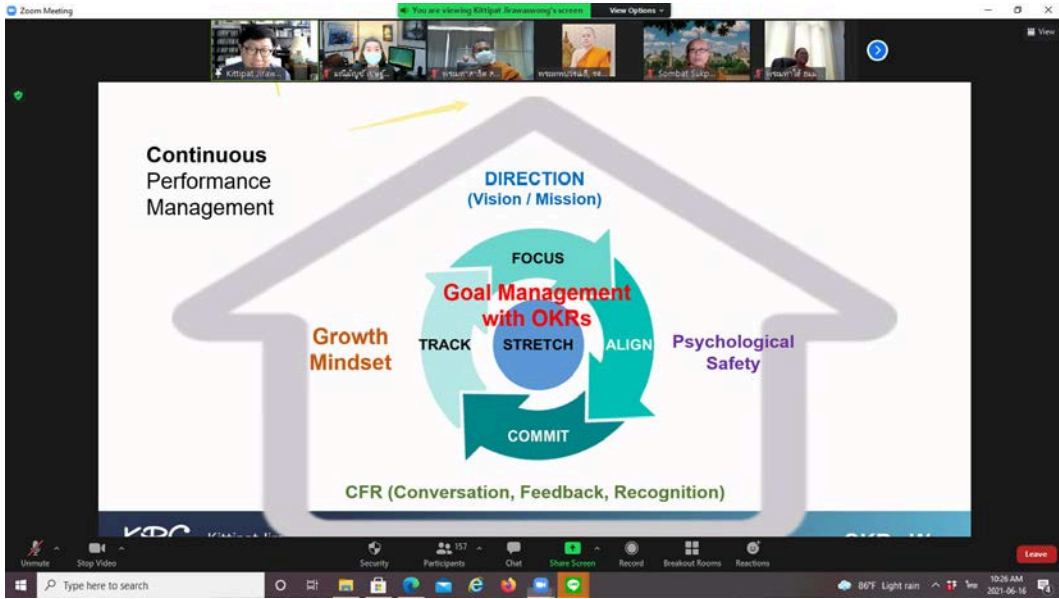 Zoom Meeting
You are viewing Kittipat Jirawaswong's screen
View Options
View
Kittipat Jiraw...
Sombat Sukp...
Continuous
Performance
Management
DIRECTION
(Vision / Mission)
FOCUS
Goal Management
with OKRs
Growth
Mindset
TRACK
STRETCH
ALIGN
Psychological
Safety
COMMIT
CFR (Conversation, Feedback, Recognition)
Unmute
Stop Video
Security
157
Participants
Chat
Share Screen
Record
Breakout Rooms
Reactions
Leave
Type here to search
86°F Light rain
10:26 AM
2021-06-16